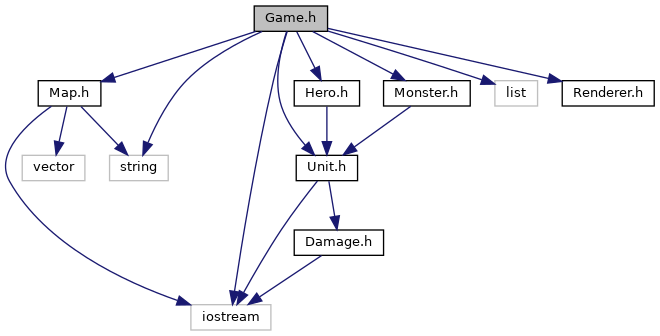 Game.h
Map.h
Hero.h
Monster.h
list
Renderer.h
vector
string
Unit.h
Damage.h
iostream